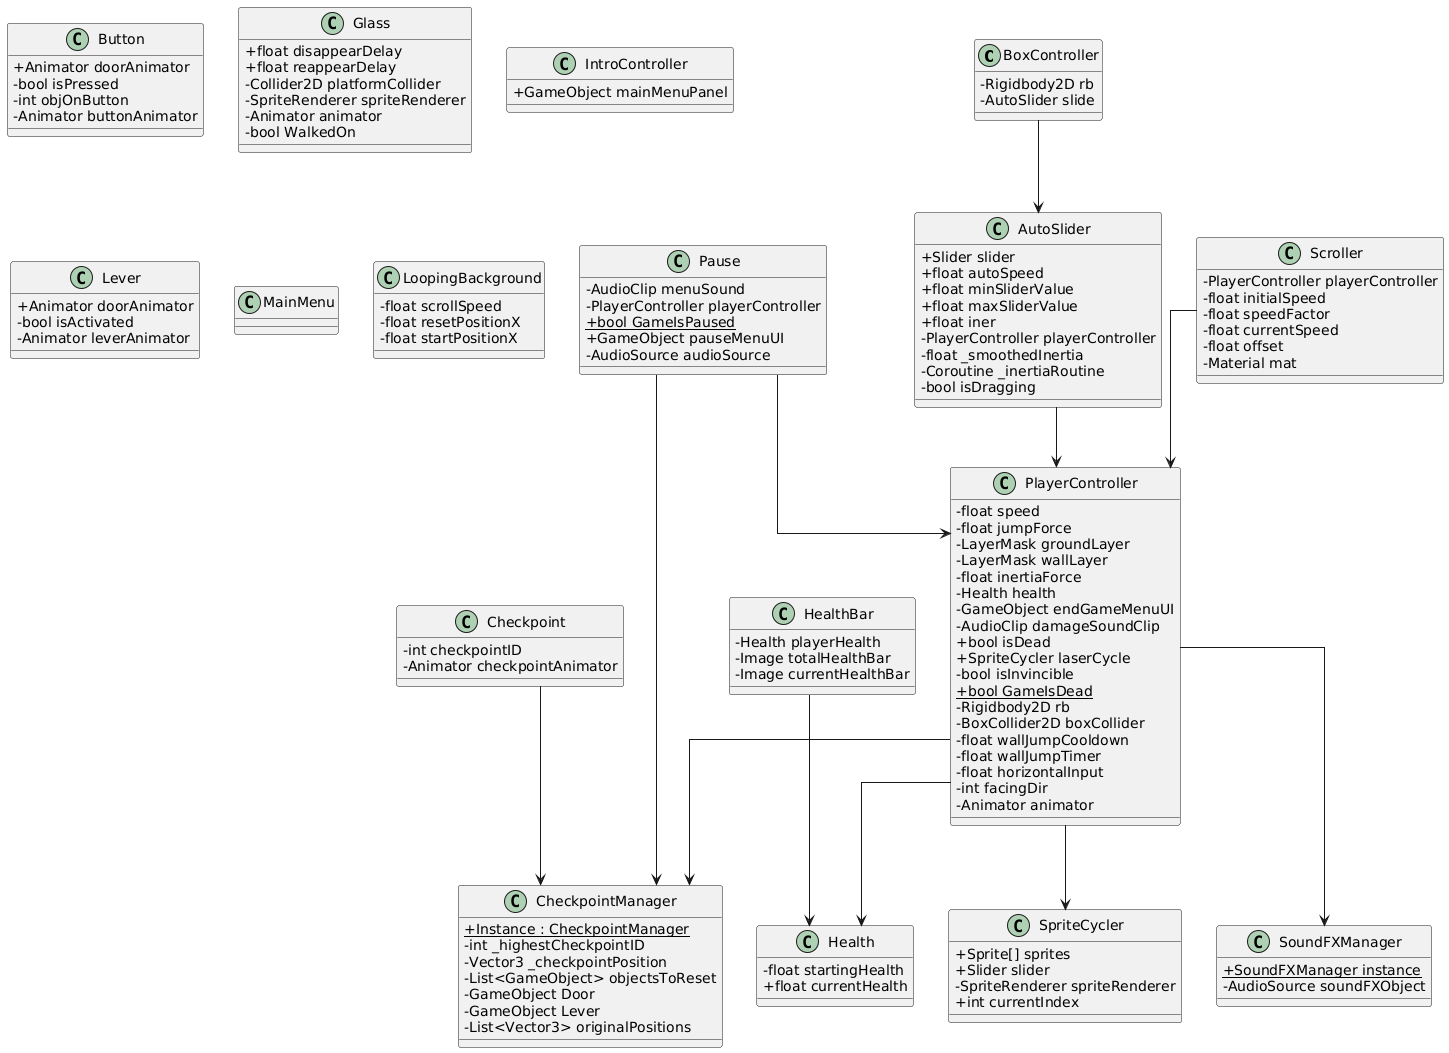 C Button
+Animator doorAnimator
-bool isPressed
-int objOnButton
-Animator buttonAnimator
C Glass
+float disappearDelay
+float reappearDelay
-Collider2D platformCollider
-SpriteRenderer spriteRenderer
-Animator animator
-bool WalkedOn
C IntroController
+GameObject mainMenuPanel
C BoxController
-Rigidbody2D rb
-AutoSlider slide
C Lever
+Animator doorAnimator
-bool isActivated
-Animator leverAnimator
C MainMenu
C LoopingBackground
-float scrollSpeed
-float resetPositionX
-float startPositionX
C Pause
-AudioClip menuSound
-PlayerController playerController
+bool GameIsPaused
+GameObject pauseMenuUI
-AudioSource audioSource
C AutoSlider
+Slider slider
+float autoSpeed
+float minSliderValue
+float maxSliderValue
+float iner
-PlayerController playerController
-float _smoothedInertia
-Coroutine _inertiaRoutine
-bool isDragging
C Scroller
-PlayerController playerController
-float initialSpeed
-float speedFactor
-float currentSpeed
-float offset
-Material mat
C PlayerController
-float speed
-float jumpForce
-LayerMask groundLayer
-LayerMask wallLayer
-float inertiaForce
-Health health
-GameObject endGameMenuUI
-AudioClip damageSoundClip
+bool isDead
+SpriteCycler laserCycle
-bool isInvincible
+bool GameIsDead
-Rigidbody2D rb
-BoxCollider2D boxCollider
-float wallJumpCooldown
-float wallJumpTimer
-float horizontalInput
-int facingDir
-Animator animator
C Checkpoint
-int checkpointID
-Animator checkpointAnimator
C HealthBar
-Health playerHealth
-Image totalHealthBar
-Image currentHealthBar
C CheckpointManager
+Instance : CheckpointManager
-int _highestCheckpointID
-Vector3 _checkpointPosition
-List<GameObject> objectsToReset
-GameObject Door
-GameObject Lever
-List<Vector3> originalPositions
C Health
-float startingHealth
+float currentHealth
C SpriteCycler
+Sprite[] sprites
+Slider slider
-SpriteRenderer spriteRenderer
+int currentIndex
C SoundFXManager
+SoundFXManager instance
-AudioSource soundFXObject